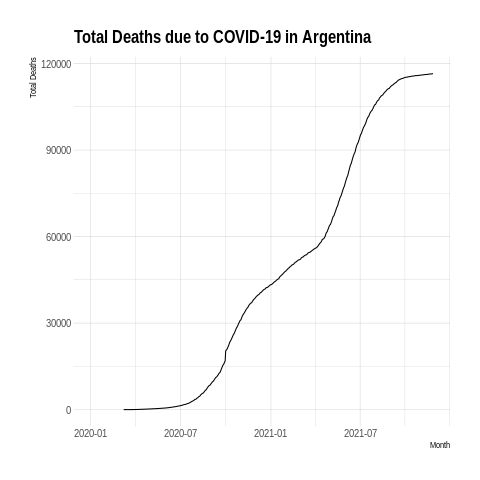 Total Deaths due to COVID-19 in Argentina
Total Deaths
120000
90000
60000
30000
0
2020-01 2020-07 2021-01 2021-07
Month